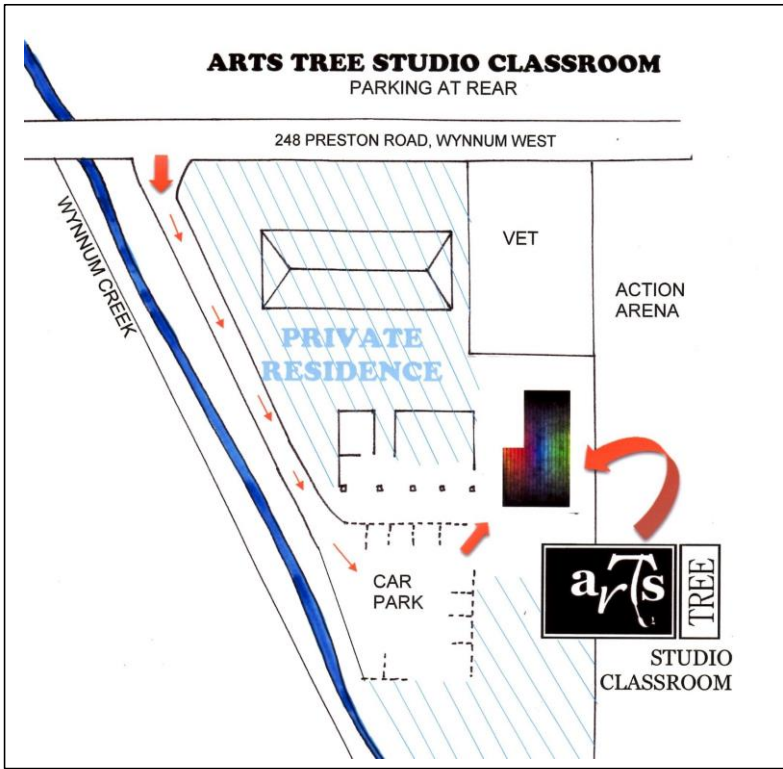 ARTS TREE STUDIO CLASSROOM
PARKING AT REAR
248 PRESTON ROAD, WYNNUM WEST
WYNNUM CREEK
VET
ACTION
ARENA
PRIVATE
RESIDENCE
CAR
PARK
arTs
TREE
STUDIO
CLASSROOM